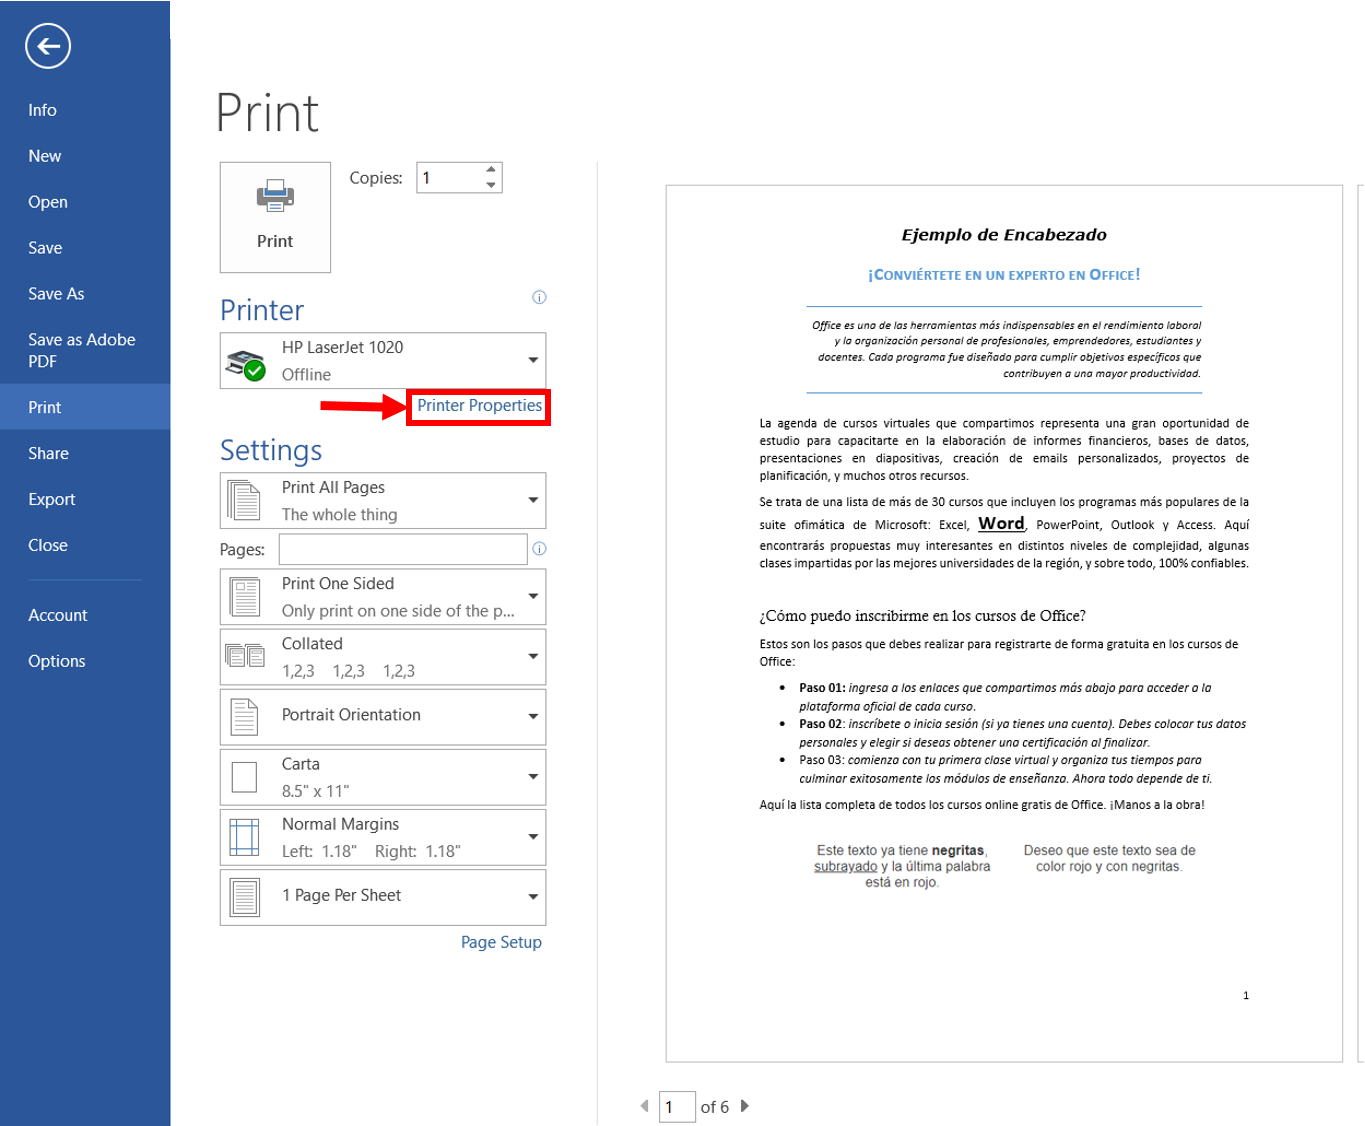 Info
New
Open
Save
Save As
Save as Adobe
PDF
Print
Share
Export
Close
Account
Options
Print
Print
Copies:
1
Printer
HP LaserJet 1020
Offline
Printer Properties
Settings
Print All Pages
The whole thing
Pages:
Print One Sided
Only print on one side of the p...
Collated
1,2,3 1,2,3 1,2,3
Portrait Orientation
Carta
8.5" x 11"
Normal Margins
Left: 1.18" Right: 1.18"
1 Page Per Sheet
Page Setup
Ejemplo de Encabezado
¡Conviértete en un experto en Office!
Office es una de las herramientas más indispensables en el rendimiento laboral
y la organización personal de profesionales, emprendedores, estudiantes y
docentes. Cada programa fue diseñado para cumplir objetivos específicos que
contribuyen a una mayor productividad.
La agenda de cursos virtuales que compartimos representa una gran oportunidad de
estudio para capacitarte en la elaboración de informes financieros, bases de datos,
presentaciones en diapositivas, creación de emails personalizados, proyectos de
planificación, y muchos otros recursos.
Se trata de una lista de más de 30 cursos que incluyen los programas más populares de la
suite ofimática de Microsoft: Excel, Word, PowerPoint, Outlook y Access. Aquí
encontrarás propuestas muy interesantes en distintos niveles de complejidad, algunas
clases impartidas por las mejores universidades de la región, y sobre todo, 100% confiables.
¿Cómo puedo inscribirme en los cursos de Office?
Estos son los pasos que debes realizar para registrarte de forma gratuita en los cursos de
Office:
• Paso 01: ingresa a los enlaces que compartimos más abajo para acceder a la
plataforma oficial de cada curso.
• Paso 02: inscríbete o inicia sesión (si ya tienes una cuenta). Debes colocar tus datos
personales y elegir si deseas obtener una certificación al finalizar.
• Paso 03: comienza con tu primera clase virtual y organiza tus tiempos para
culminar exitosamente los módulos de enseñanza. Ahora todo depende de ti.
Aquí la lista completa de todos los cursos online gratis de Office. ¡Manos a la obra!
Este texto ya tiene negritas,
subrayado y la última palabra
está en rojo.
Deseo que este texto sea de
color rojo y con negritas.
1
1 of 6